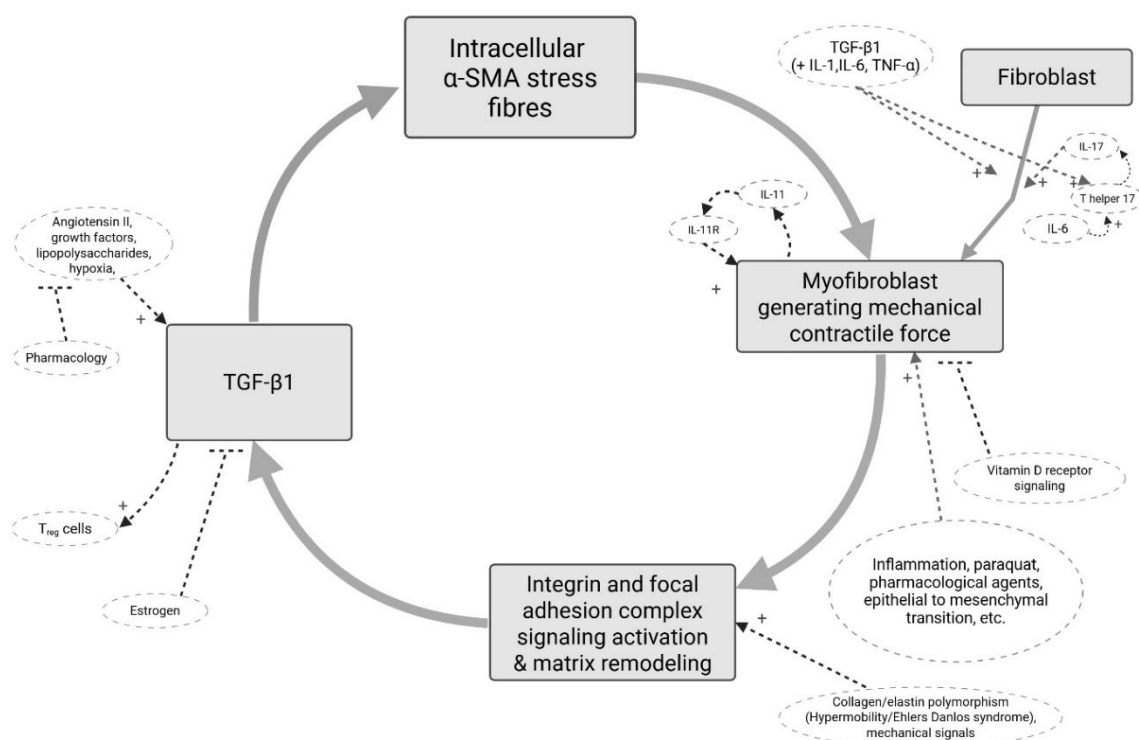 Intracellular
α-SMA stress
fibres
TGF-β1
(+ IL-1,IL-6, TNF-α)
Fibroblast
+
IL-17
+
+
T helper 17
IL-6
+
IL-11
IL-11R
+
Myofibroblast
generating mechanical
contractile force
+
Angiotensin II,
growth factors,
lipopolysaccharides,
hypoxia,
+
Pharmacology
TGF-β1
+
T reg cells
Estrogen
Vitamin D receptor
signaling
Inflammation, paraquat,
pharmacological agents,
epithelial to mesenchymal
transition, etc.
Integrin and focal
adhesion complex
signaling activation
& matrix remodeling
+
Collagen/elastin polymorphism
(Hypermobility/Ehlers Danlos syndrome),
mechanical signals